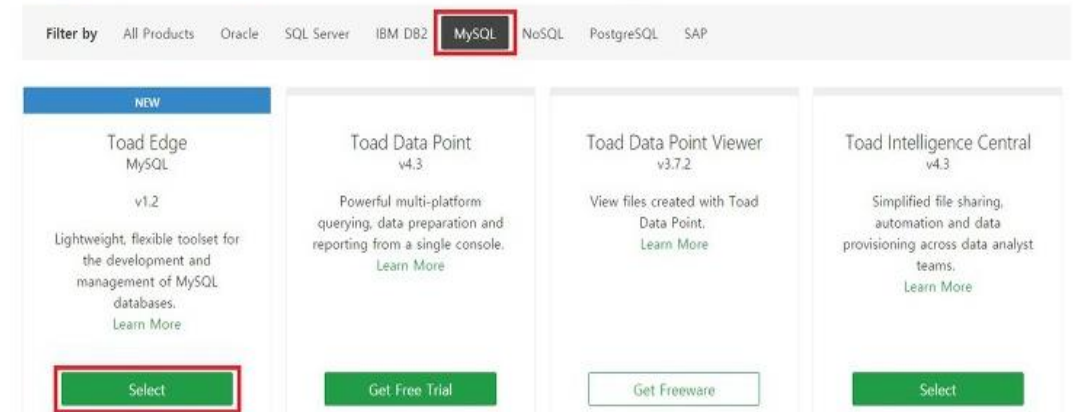 Filter by All Products Oracle SQL Server IBM DB2 MySQL NoSQL PostgreSQL SAP
NEW
Toad Edge
MySQL
v1.2
Lightweight, flexible toolset for
the development and
management of MySQL
databases.
Learn More
Select
Toad Data Point
v4.3
Powerful multi-platform
querying, data preparation and
reporting from a single console.
Learn More
Get Free Trial
Toad Data Point Viewer
v3.7.2
View files created with Toad
Data Point.
Learn More
Get Freeware
Toad Intelligence Central
v4.3
Simplified file sharing,
automation and data
provisioning across data analyst
teams.
Learn More
Select